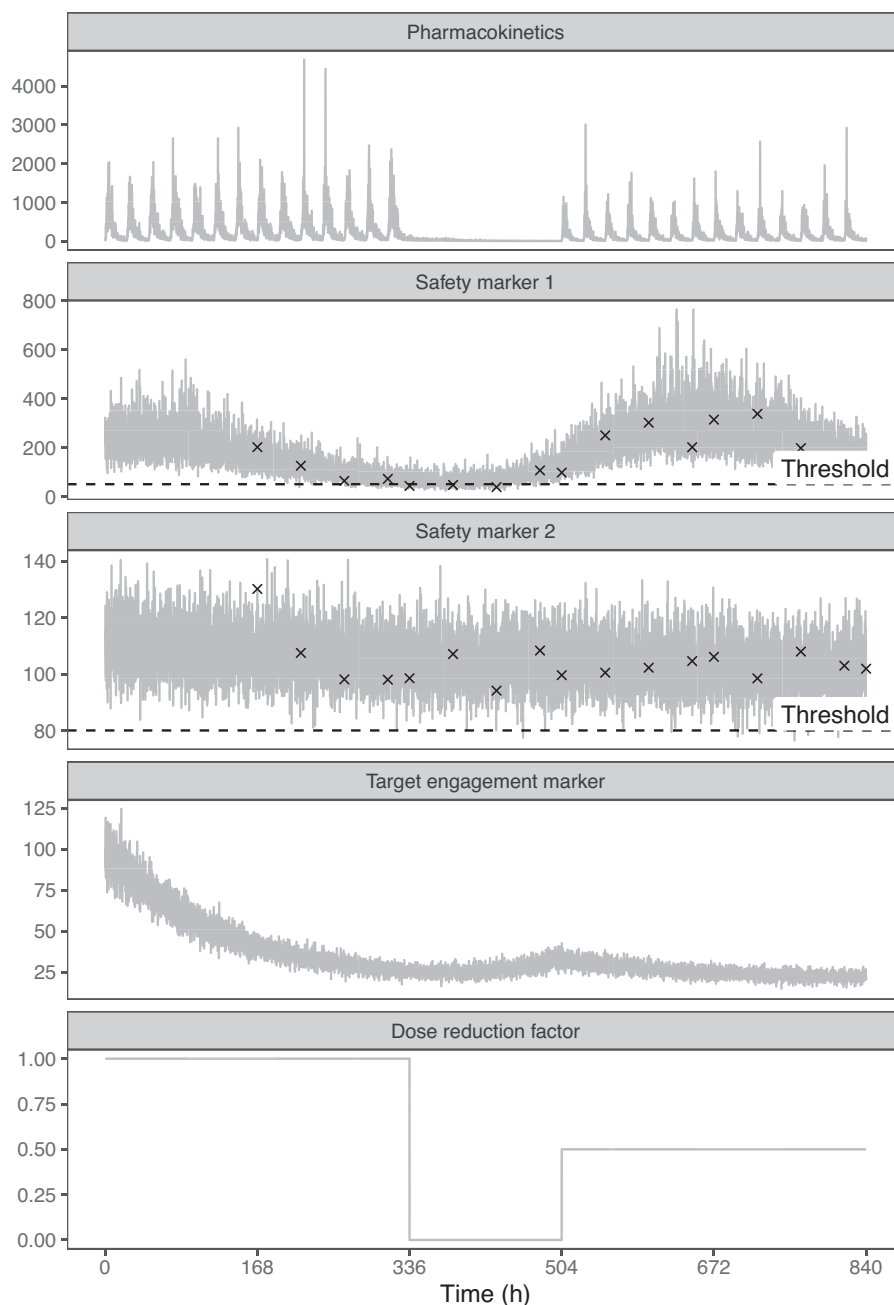 Pharmacokinetics
4000
3000
2000
1000
0
Safety marker 1
800
600
400
200
0
Threshold
Safety marker 2
140
120
100
80
Threshold
Target engagement marker
125
100
75
50
25
Dose reduction factor
1.00
0.75
0.50
0.25
0.00
0 168 336 504 672 840
Time (h)